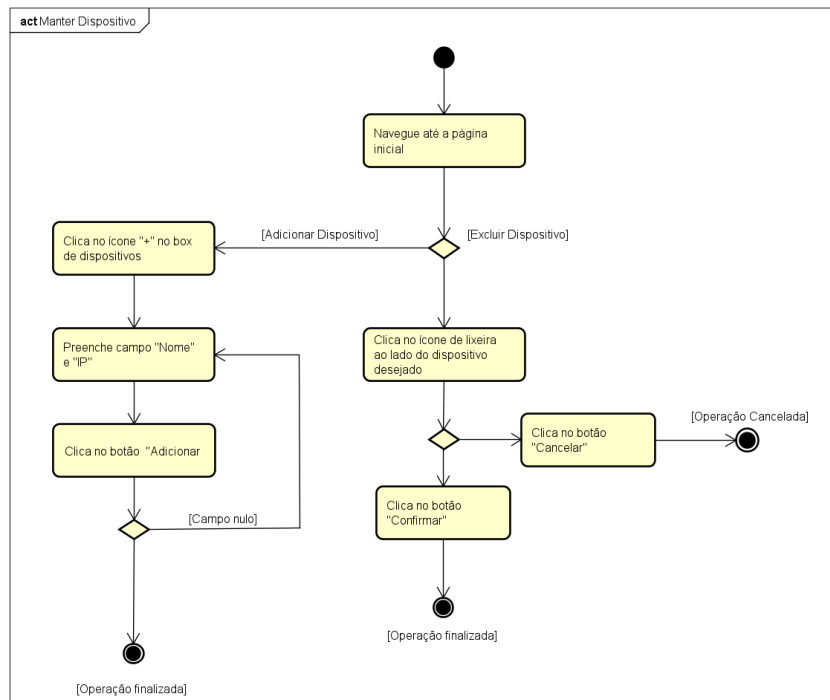 act Manter Dispositivo
Navegue até a página
inicial
[Adicionar Dispositivo]
[Excluir Dispositivo]
Clica no ícone "+" no box
de dispositivos
Preenche campo "Nome"
e "IP"
Clica no botão "Adicionar
[Campo nulo]
[Operação finalizada]
Clica no ícone de lixeira
ao lado do dispositivo
desejado
Clica no botão
"Cancelar"
[Operação Cancelada]
Clica no botão
"Confirmar"
[Operação finalizada]